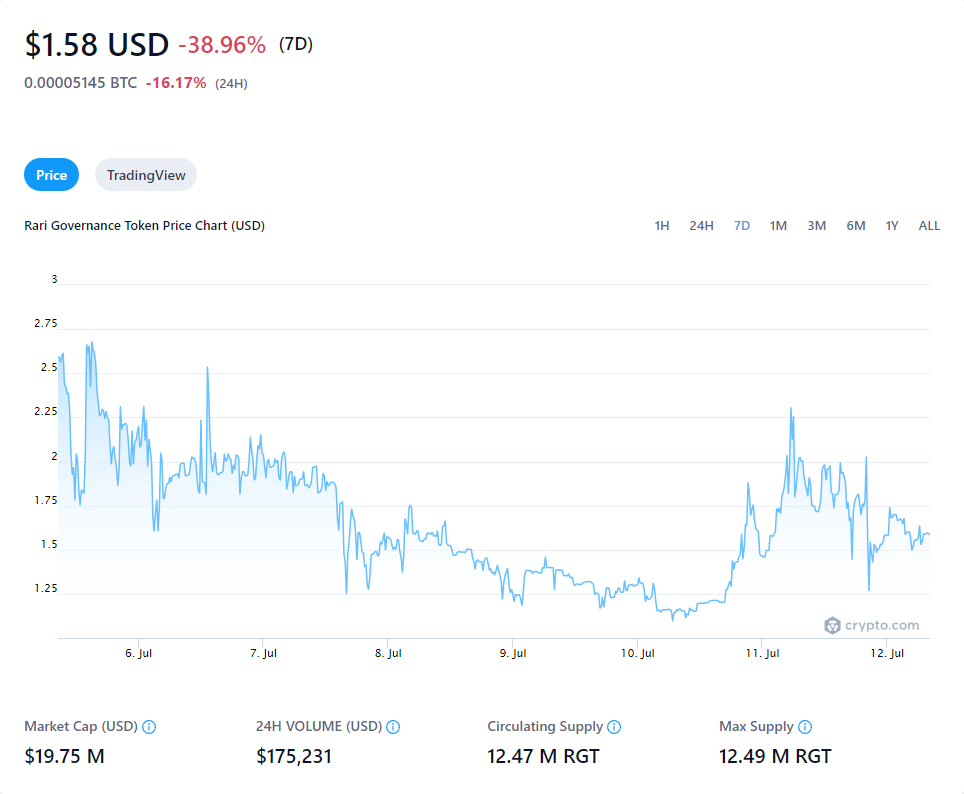 $1.58 USD -38.96% (7D)
0.00005145 BTC -16.17% (24H)
Price TradingView
Rari Governance Token Price Chart (USD) 1H 24H 7D 1M 3M 6M 1Y ALL
3
2.75
2.5
2.25
2
1.75
1.5
1.25
crypto.com
6. Jul 7. Jul 8. Jul 9. Jul 10. Jul 11. Jul 12. Jul
Market Cap (USD) 24H VOLUME (USD) Circulating Supply Max Supply
$19.75 M $175,231 12.47 M RGT 12.49 M RGT